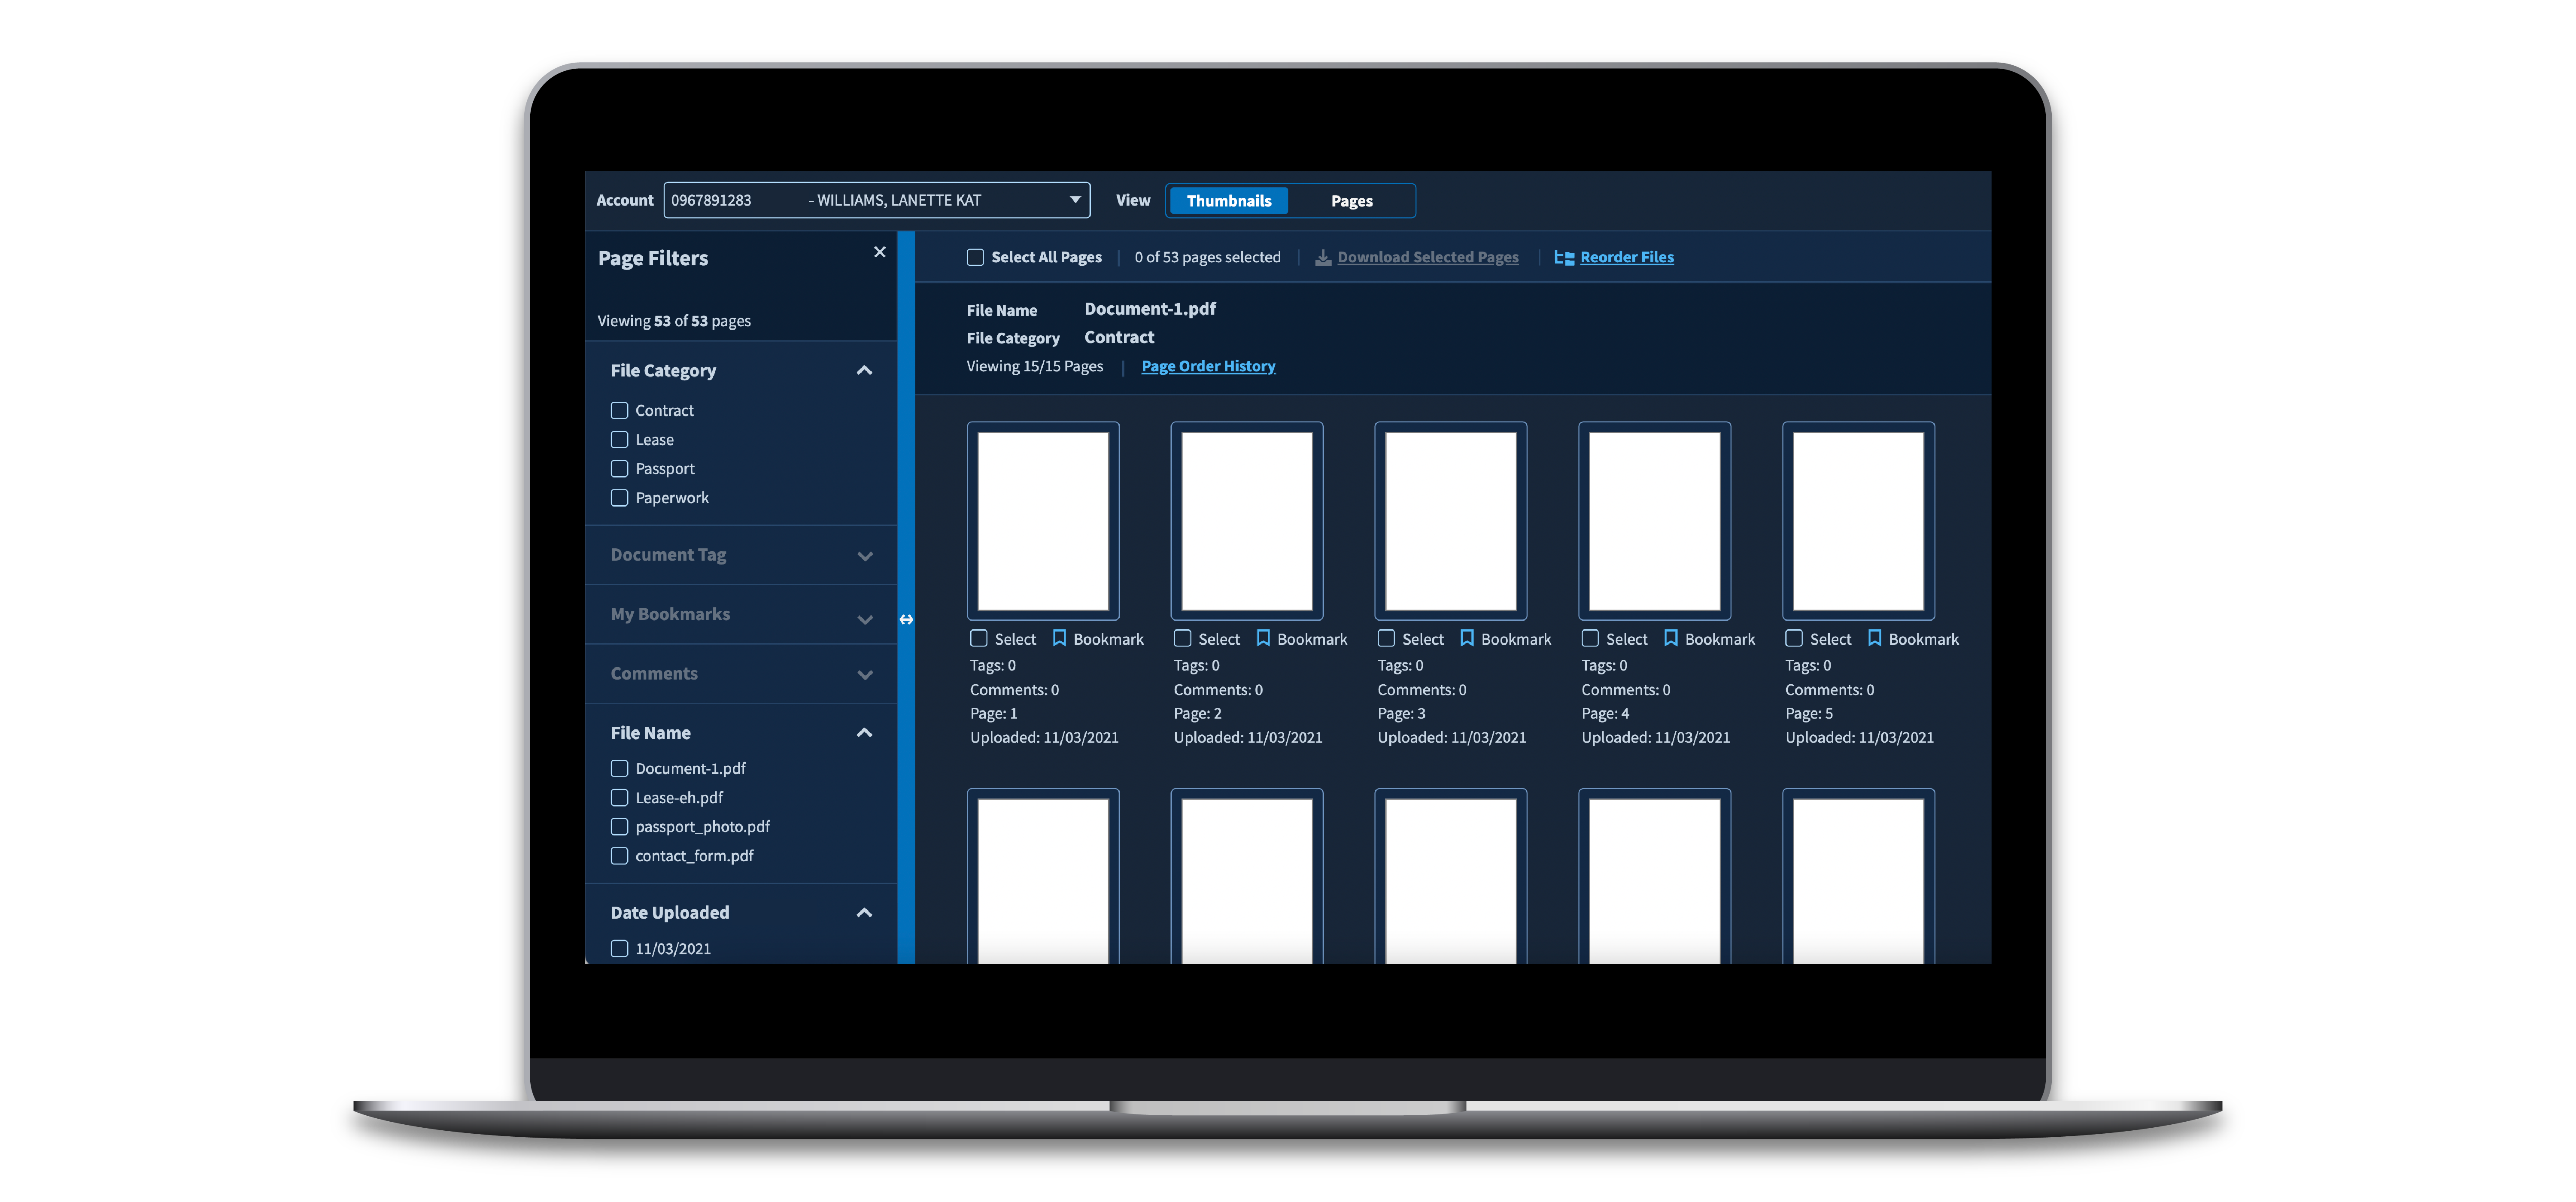 Account 0967891283 - WILLIAMS, LANETTE KAT View Thumbnails Pages
Page Filters
Viewing 53 of 53 pages
File Category
Contract
Lease
Passport
Paperwork
Document Tag
My Bookmarks
Comments
File Name
Document-1.pdf
Lease-eh.pdf
passport_photo.pdf
contact_form.pdf
Date Uploaded
11/03/2021
Select All Pages 0 of 53 pages selected Download Selected Pages Reorder Files
File Name Document-1.pdf
File Category Contract
Viewing 15/15 Pages Page Order History
Select Bookmark
Tags: 0
Comments: 0
Page: 1
Uploaded: 11/03/2021
Select Bookmark
Tags: 0
Comments: 0
Page: 2
Uploaded: 11/03/2021
Select Bookmark
Tags: 0
Comments: 0
Page: 3
Uploaded: 11/03/2021
Select Bookmark
Tags: 0
Comments: 0
Page: 4
Uploaded: 11/03/2021
Select Bookmark
Tags: 0
Comments: 0
Page: 5
Uploaded: 11/03/2021